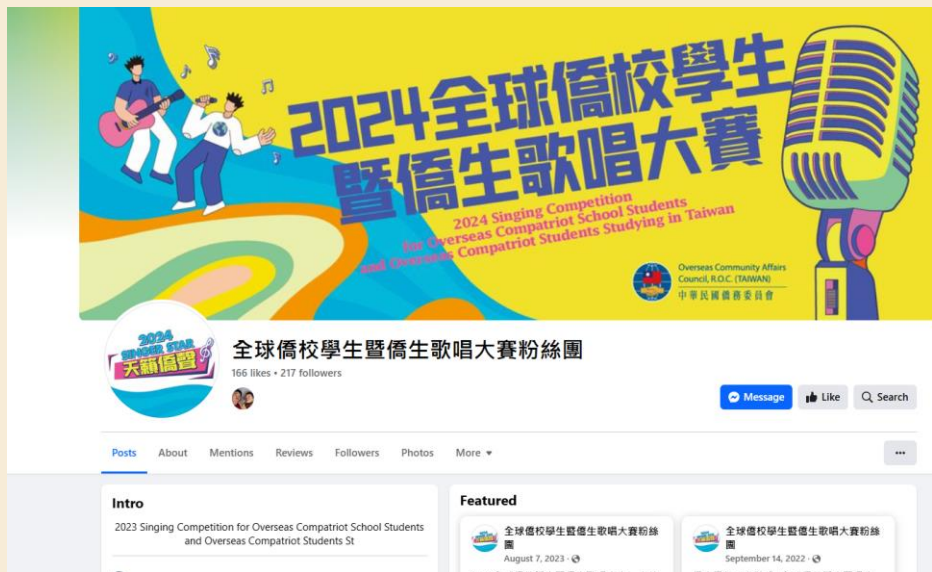 2024全球僑校學生
暨僑生歌唱大賽
2024 Singing Competition
for Overseas Compatriot School Students
and Overseas Compatriot Students Studying in Taiwan
Overseas Community Affairs
Council, R.O.C. (TAIWAN)
中華民國僑務委員會
2024
SINGER STAR
天籟僑聲
全球僑校學生暨僑生歌唱大賽粉絲團
166 likes • 217 followers
Message
Like
Search
Posts
About
Mentions
Reviews
Followers
Photos
More
Intro
2023 Singing Competition for Overseas Compatriot School Students
and Overseas Compatriot Students St
Featured
全球僑校學生暨僑生歌唱大賽粉絲
團
August 7, 2023 ·
全球僑校學生暨僑生歌唱大賽粉絲
團
September 14, 2022 ·